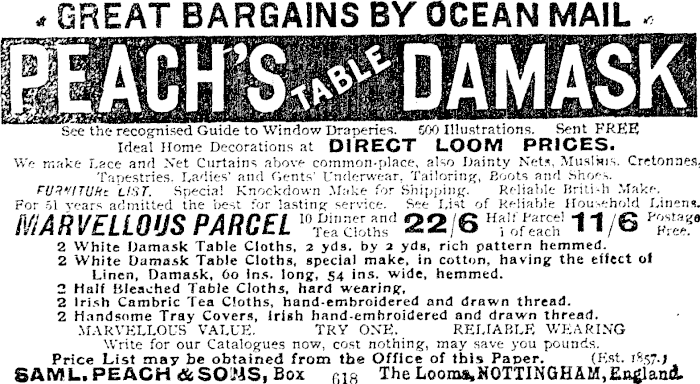 GREAT BARGAINS BY OCEAN MAIL
PEACH'S TABLE DAMASK
See the recognised Guide to Window Draperies. 500 Illustrations. Sent FREE
Ideal Home Decorations at DIRECT LOOM PRICES.
We make Lace and Net Curtains above common-place, also Dainty Nets, Muslins, Cretonnes,
Tapestries. Ladies' and Gents' Underwear, Tailoring, Boots and Shoes.
FURNITURE LIST. Special Knockdown Make for Shipping. Reliable British Make.
For 51 years admitted the best for lasting service. See List of Reliable Household Linens.
MARVELLOUS PARCEL 10 Dinner and Tea Cloths 22/6 Half Parcel 1 of each 11/6 Postage Free.
2 White Damask Table Cloths, 2 yds. by 2 yds, rich pattern hemmed.
2 White Damask Table Cloths, special make, in cotton, having the effect of
Linen, Damask, 60 ins. long, 54 ins. wide, hemmed.
2 Half Bleached Table Cloths, hard wearing,
2 Irish Cambric Tea Cloths, hand-embroidered and drawn thread.
2 Handsome Tray Covers, Irish hand-embroidered and drawn thread.
MARVELLOUS VALUE. TRY ONE. RELIABLE WEARING
Write for our Catalogues now, cost nothing, may save you pounds.
Price List may be obtained from the Office of this Paper. (Est. 1857.)
SAML. PEACH & SONS, Box 618 The Looms, NOTTINGHAM, England.